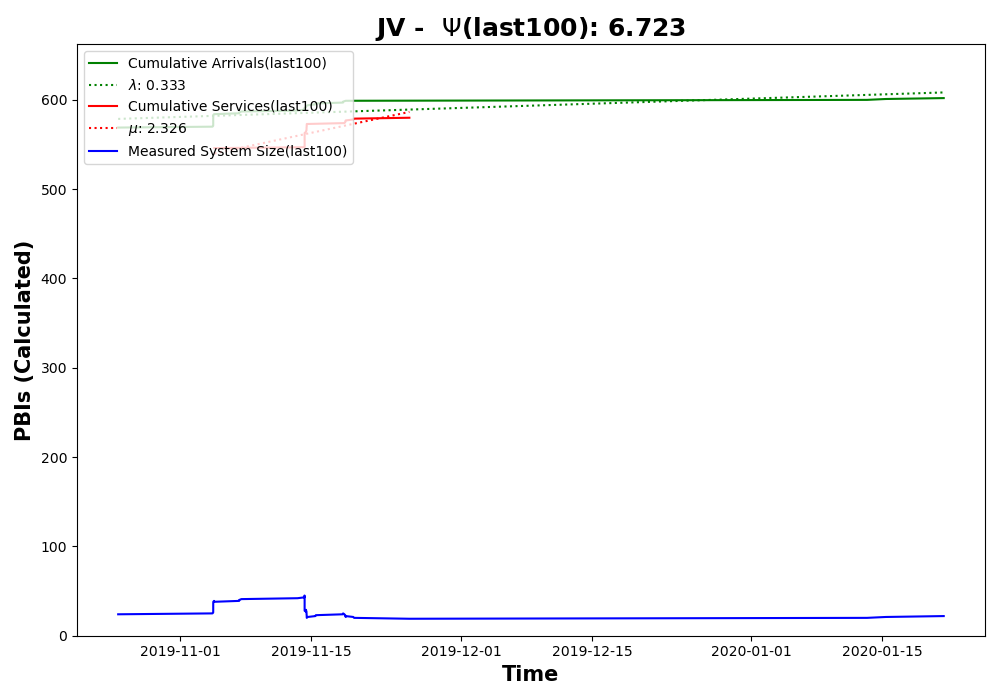 JV - Ψ(last100): 6.723
Cumulative Arrivals(last100)
λ: 0.333
Cumulative Services(last100)
μ: 2.326
Measured System Size(last100)
PBIs (Calculated)
600
500
400
300
200
100
0
2019-11-01 2019-11-15 2019-12-01 2019-12-15 2020-01-01 2020-01-15
Time